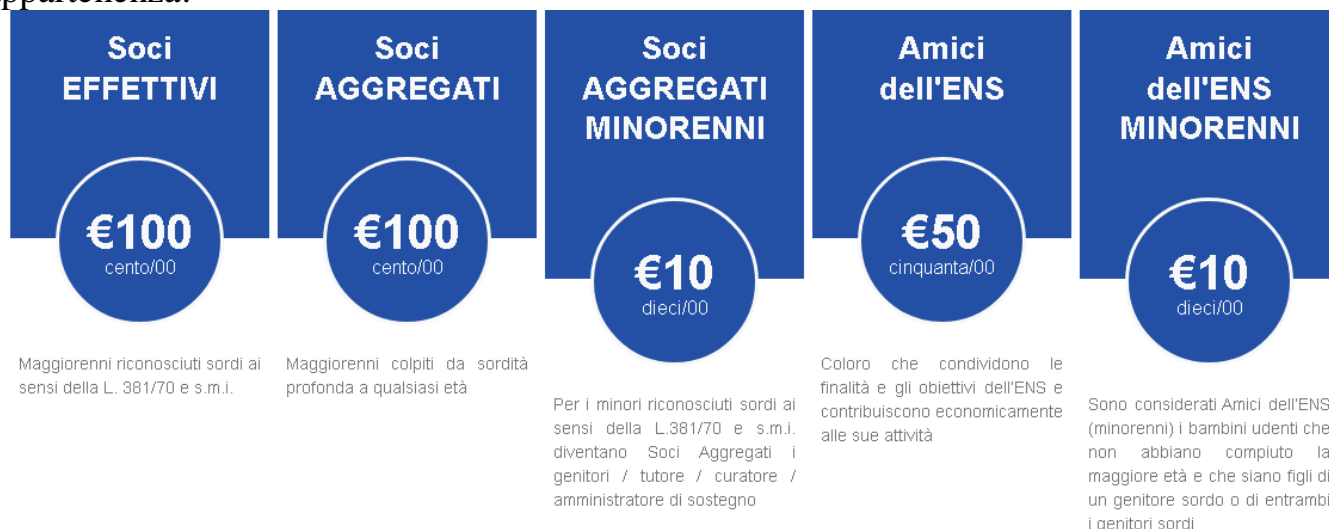 appartenenza:
Soci
EFFETTIVI
€100
cento/00
Maggiorenni riconosciuti sordi ai
sensi della L. 381/70 e s.m.i.
Soci
AGGREGATI
€100
cento/00
Maggiorenni colpiti da sordità
profonda a qualsiasi età
Soci
AGGREGATI
MINORENNI
€10
dieci/00
Per i minori riconosciuti sordi ai
sensi della L.381/70 e s.m.i.
diventano Soci Aggregati i
genitori / tutore / curatore /
amministratore di sostegno
Amici
dell'ENS
€50
cinquanta/00
Coloro che condividono le
finalità e gli obiettivi dell'ENS e
contribuiscono economicamente
alle sue attività
Amici
dell'ENS
MINORENNI
€10
dieci/00
Sono considerati Amici dell'ENS
(minorenni) i bambini udenti che
non abbiano compiuto la
maggiore età e che siano figli di
un genitore sordo o di entrambi
i genitori sordi